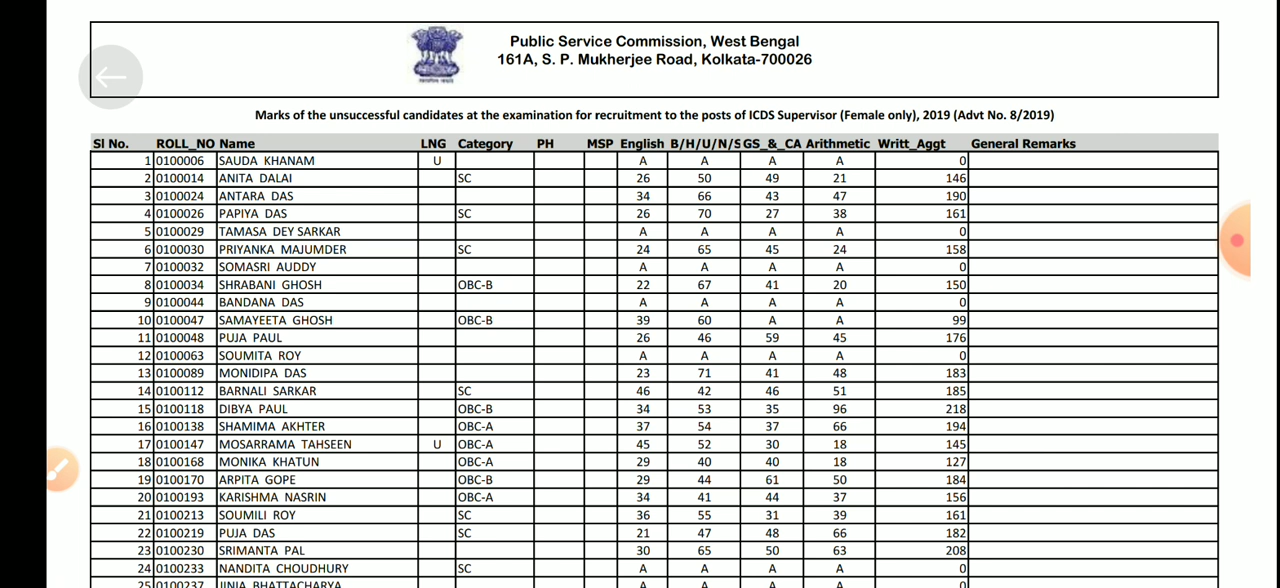 Public Service Commission, West Bengal
161A, S. P. Mukherjee Road, Kolkata-700026
Marks of the unsuccessful candidates at the examination for recruitment to the posts of ICDS Supervisor (Female only), 2019 (Advt No. 8/2019)
Sl No. ROLL_NO Name LNG Category PH MSP English B/H/U/N/S GS_&_CA Arithmetic Writt_Aggt General Remarks
1 0100006 SAUDA KHANAM U A A A A 0
2 0100014 ANITA DALAI SC 26 50 49 21 146
3 0100024 ANTARA DAS 34 66 43 47 190
4 0100026 PAPIYA DAS SC 26 70 27 38 161
5 0100029 TAMASA DEY SARKAR A A A A 0
6 0100030 PRIYANKA MAJUMDER SC 24 65 45 24 158
7 0100032 SOMASRI AUDDY A A A A 0
8 0100034 SHRABANI GHOSH OBC-B 22 67 41 20 150
9 0100044 BANDANA DAS A A A A 0
10 0100047 SAMAYEETA GHOSH OBC-B 39 60 A A 99
11 0100048 PUJA PAUL 26 46 59 45 176
12 0100063 SOUMITA ROY A A A A 0
13 0100089 MONIDIPA DAS 23 71 41 48 183
14 0100112 BARNALI SARKAR SC 46 42 46 51 185
15 0100118 DIBYA PAUL OBC-B 34 53 35 96 218
16 0100138 SHAMIMA AKHTER OBC-A 37 54 37 66 194
17 0100147 MOSARRAMA TAHSEEN U OBC-A 45 52 30 18 145
18 0100168 MONIKA KHATUN OBC-A 29 40 40 18 127
19 0100170 ARPITA GOPE OBC-B 29 44 61 50 184
20 0100193 KARISHMA NASRIN OBC-A 34 41 44 37 156
21 0100213 SOUMILI ROY SC 36 55 31 39 161
22 0100219 PUJA DAS SC 21 47 48 66 182
23 0100230 SRIMANTA PAL 30 65 50 63 208
24 0100233 NANDITA CHOUDHURY SC A A A A 0
25 0100237 JINIA BHATTACHARYA A A A A 0